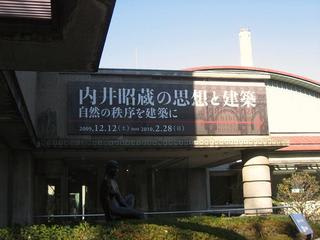 内井昭蔵の思想と建築
自然の秩序を建築に
2009.12.12(土) 2010.2.28(日)